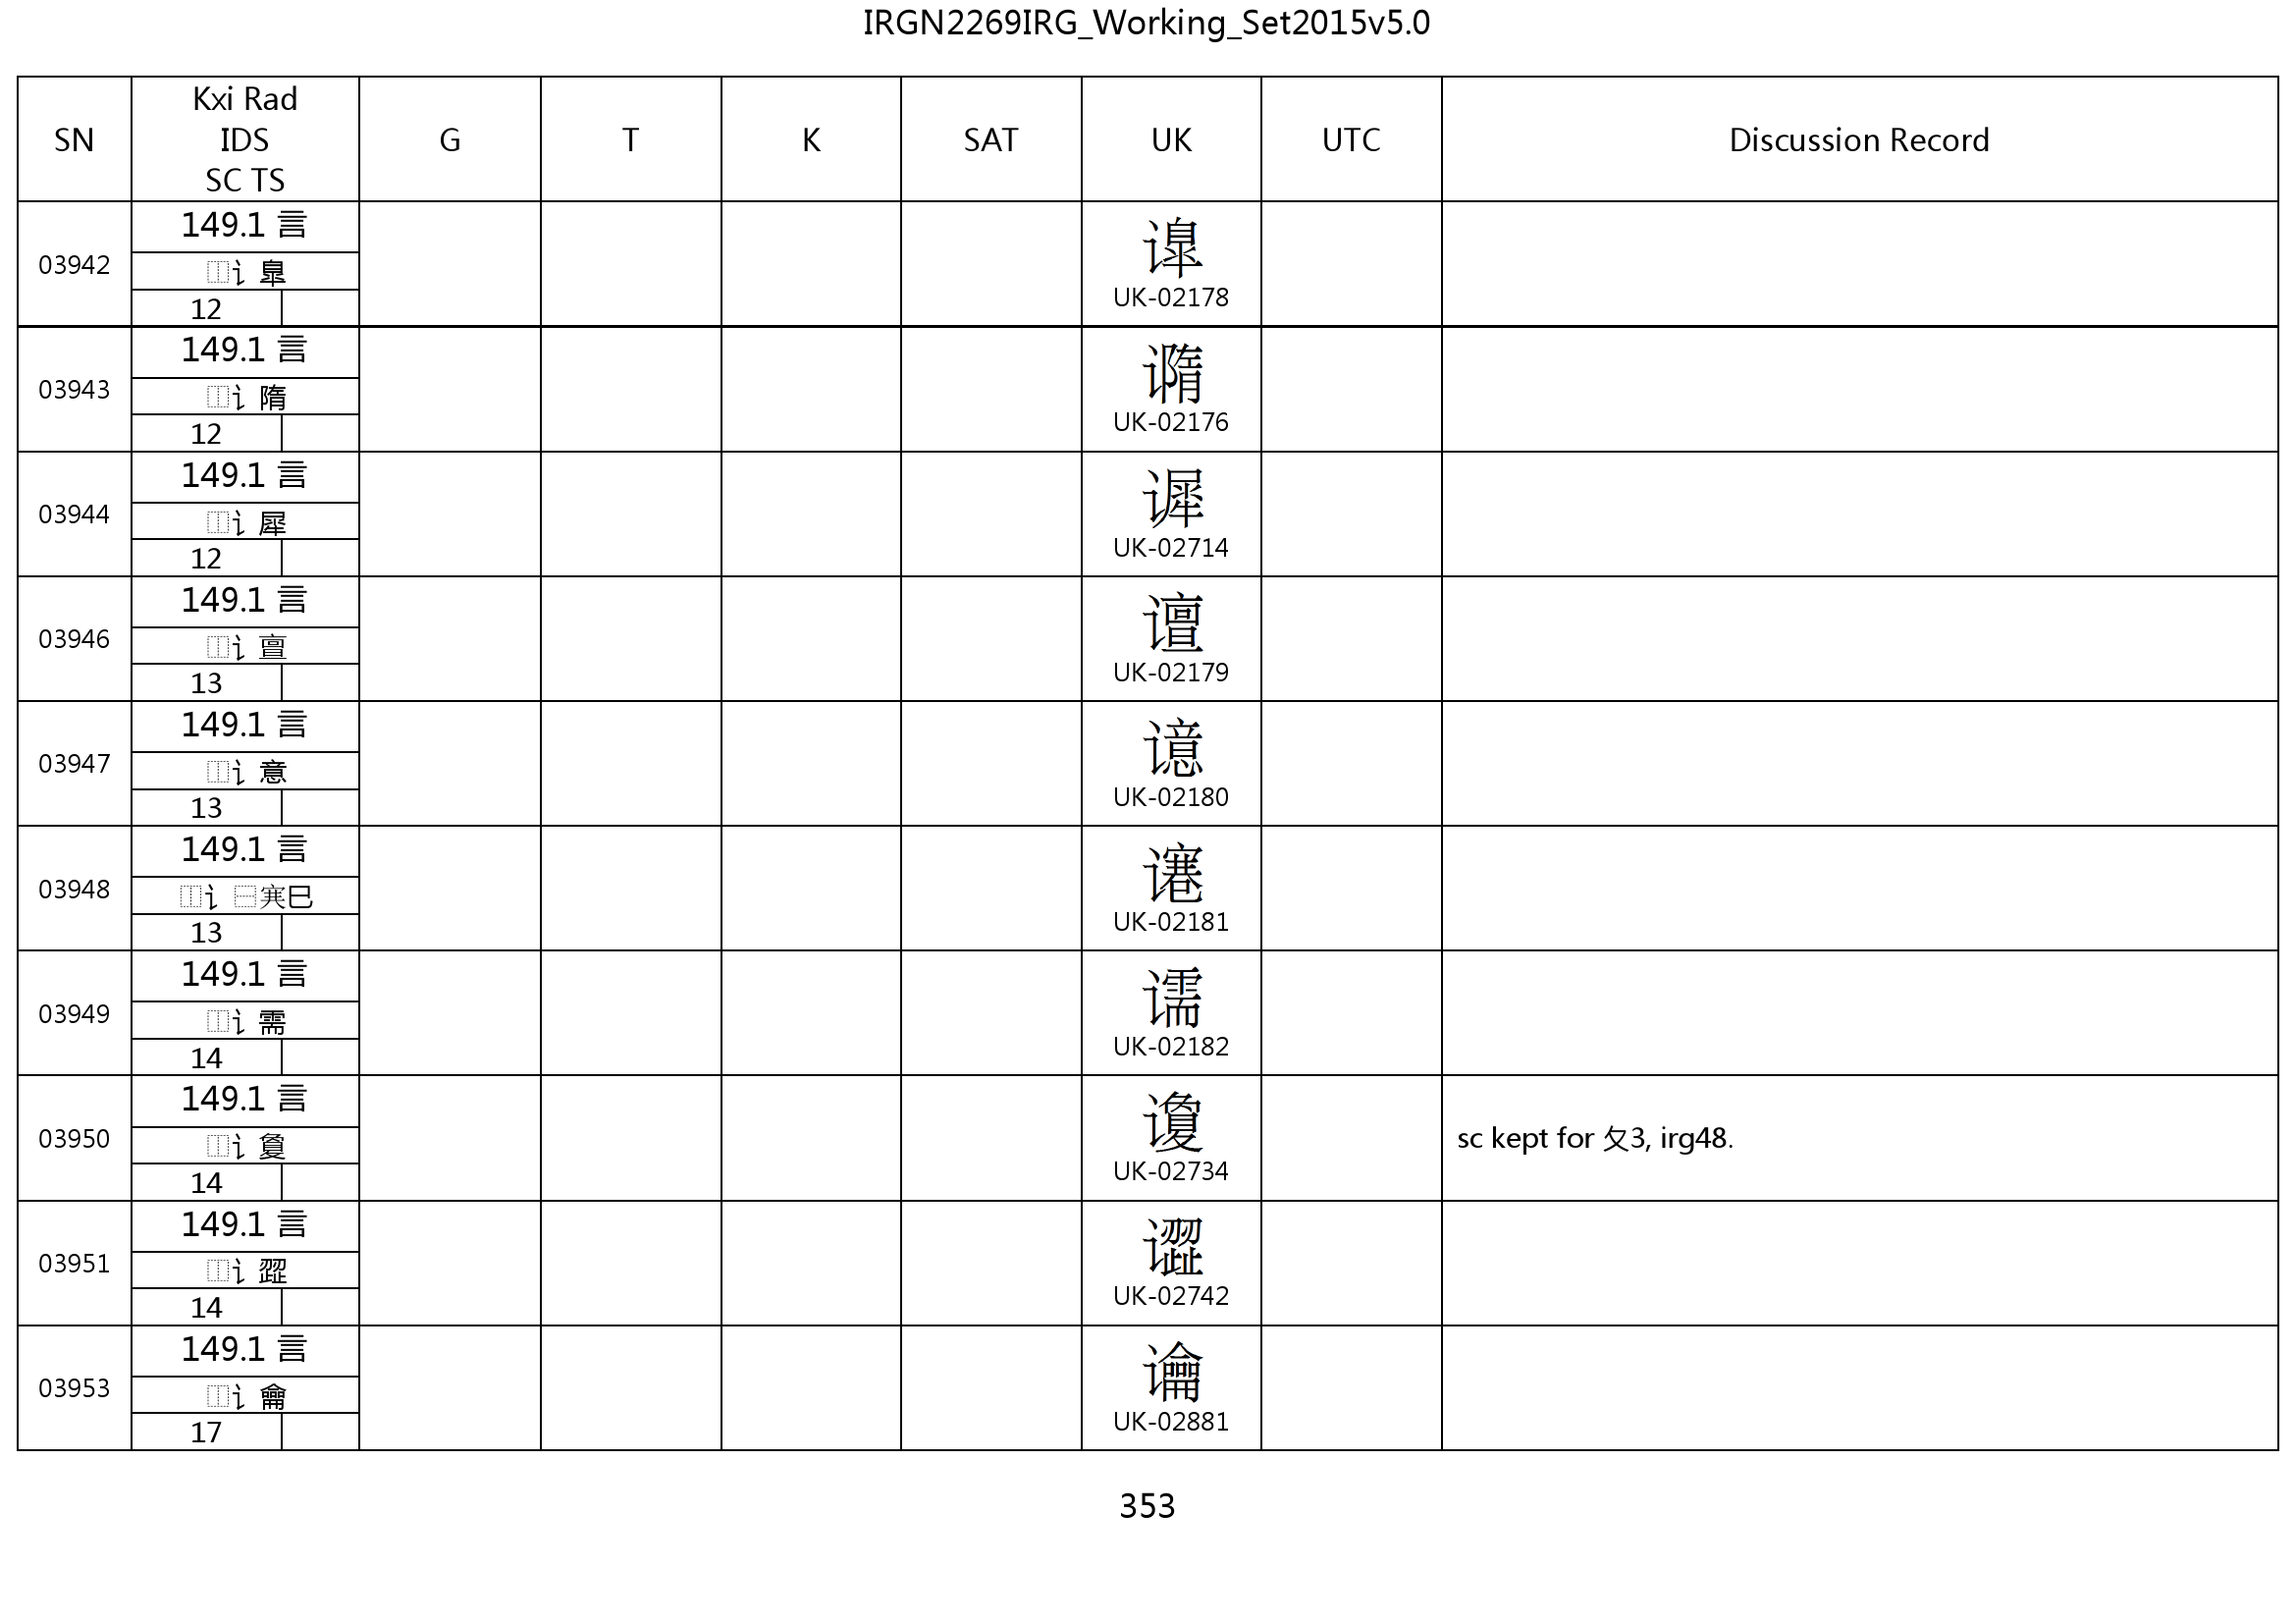 IRGN2269IRG_Working_Set2015v5.0
Kxi Rad
IDS
SC TS
SN G T K SAT UK UTC Discussion Record
149.1 言
03942
⿰讠臯
12
UK-02178
149.1 言
03943
⿰讠隋
12
UK-02176
149.1 言
03944
⿰讠犀
12
UK-02714
149.1 言
03946
⿰讠亶
13
UK-02179
149.1 言
03947
⿰讠意
13
UK-02180
149.1 言
03948
⿰讠⿱寒巳
13
UK-02181
149.1 言
03949
⿰讠需
14
UK-02182
149.1 言
03950
⿰讠敻
14
UK-02734
sc kept for 夊3, irg48.
149.1 言
03951
⿰讠歰
14
UK-02742
149.1 言
03953
⿰讠龠
17
UK-02881
353